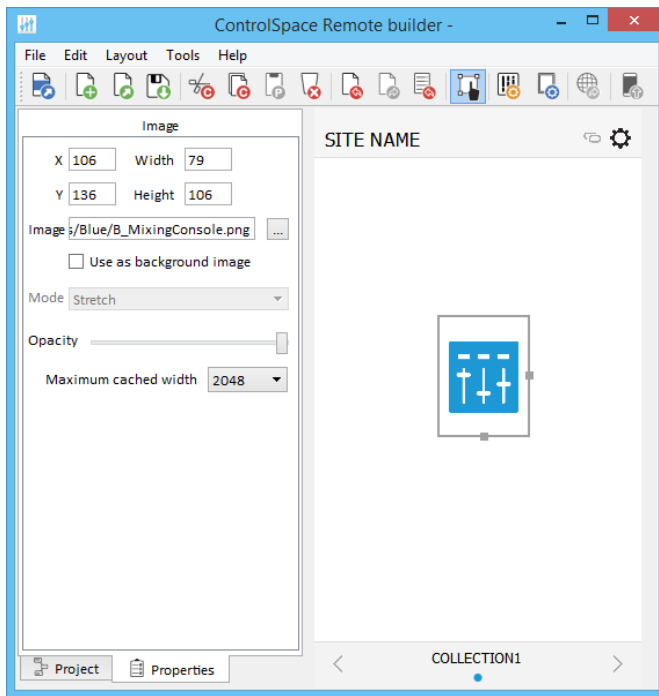 ControlSpace Remote builder -
File Edit Layout Tools Help
Image
X 106 Width 79
Y 136 Height 106
Image s/Blue/B_MixingConsole.png ...
Use as background image
Mode Stretch
Opacity
Maximum cached width 2048
Project Properties
SITE NAME
COLLECTION1